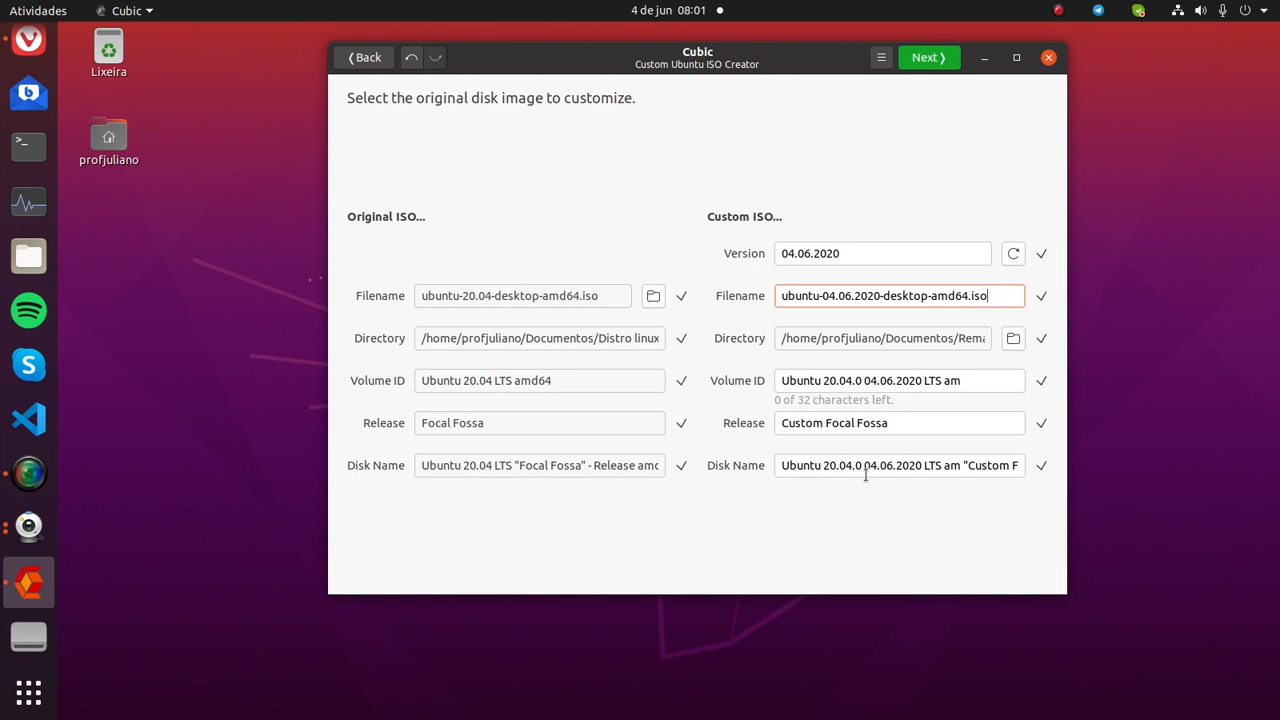 Atividades
Cubic
4 de jun 08:01
Lixeira
profjuliano
Back
Cubic
Custom Ubuntu ISO Creator
Next
Select the original disk image to customize.
Original ISO...
Custom ISO...
Version 04.06.2020
Filename ubuntu-20.04-desktop-amd64.iso
Filename ubuntu-04.06.2020-desktop-amd64.iso
Directory /home/profjuliano/Documentos/Distro linux
Directory /home/profjuliano/Documentos/Rema
Volume ID Ubuntu 20.04 LTS amd64
Volume ID Ubuntu 20.04.0 04.06.2020 LTS am
0 of 32 characters left.
Release Focal Fossa
Release Custom Focal Fossa
Disk Name Ubuntu 20.04 LTS "Focal Fossa" - Release amd
Disk Name Ubuntu 20.04.0 04.06.2020 LTS am "Custom F